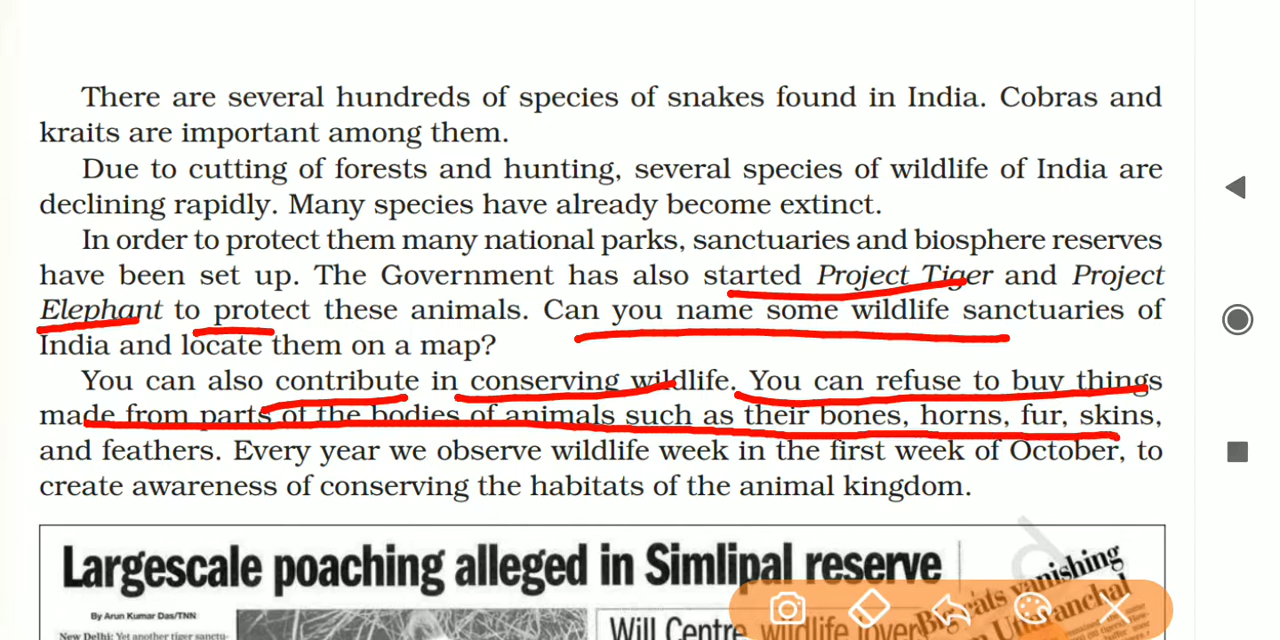 There are several hundreds of species of snakes found in India. Cobras and
kraits are important among them.
Due to cutting of forests and hunting, several species of wildlife of India are
declining rapidly. Many species have already become extinct.
In order to protect them many national parks, sanctuaries and biosphere reserves
have been set up. The Government has also started Project Tiger and Project
Elephant to protect these animals. Can you name some wildlife sanctuaries of
India and locate them on a map?
You can also contribute in conserving wildlife. You can refuse to buy things
made from parts of the bodies of animals such as their bones, horns, fur, skins,
and feathers. Every year we observe wildlife week in the first week of October, to
create awareness of conserving the habitats of the animal kingdom.
Largescale poaching alleged in Simlipal reserve
By Arun Kumar Das/TNN
New Delhi: Yet another tiger sanctu-
Will Centre wildlife
Big cats vanishing